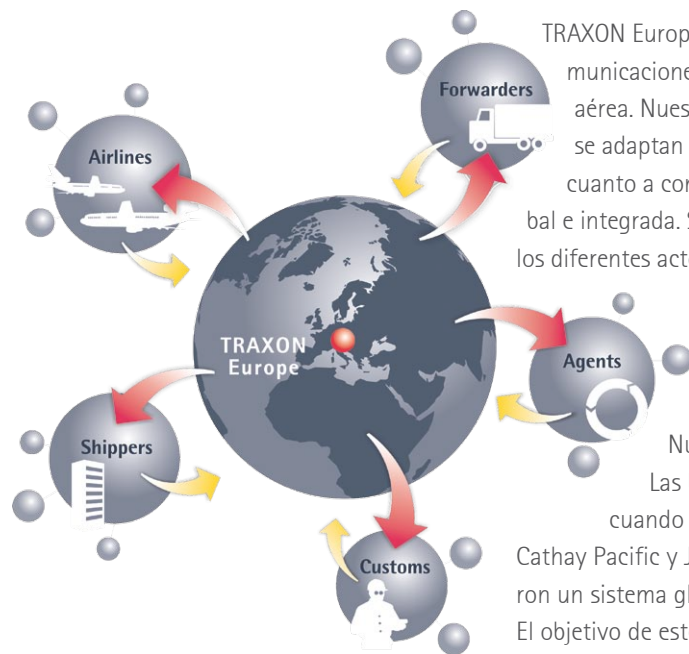 TRAXON Europ
municacione
aérea. Nues
se adaptan
cuanto a cor
bal e integrada. S
los diferentes act
Forwarders
Airlines
TRAXON
Europe
Agents
Shippers
Customs
Nu
Las
cuando
Cathay Pacific y J
ron un sistema gl
El objetivo de est